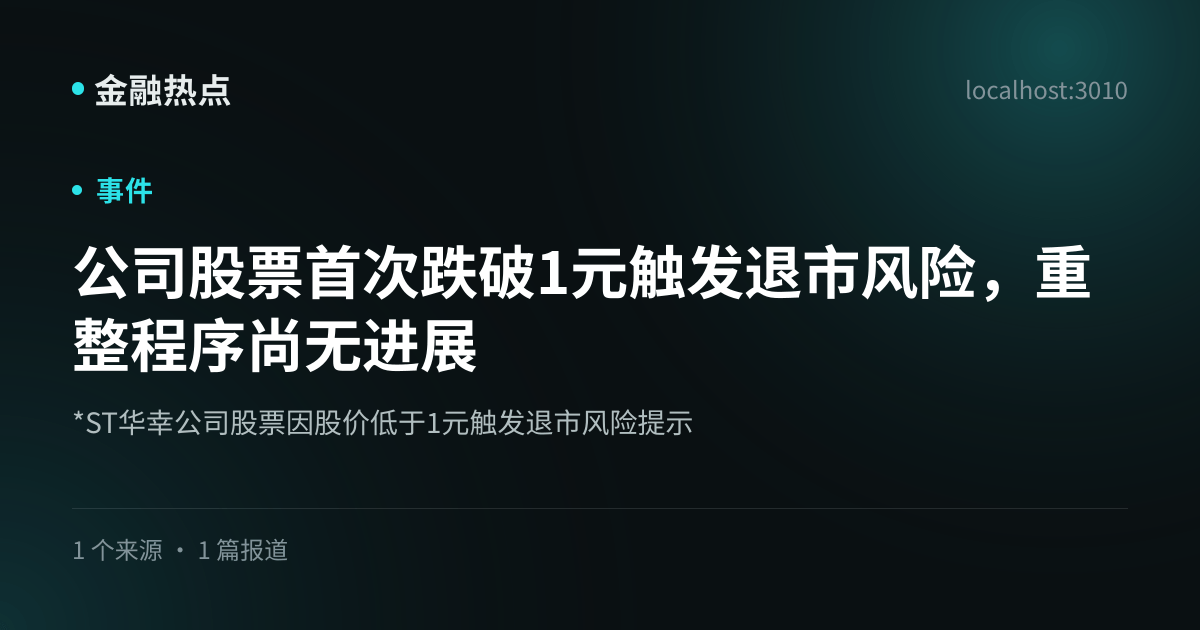 金融热点
localhost:3010
事件
公司股票首次跌破1元触发退市风险，重
整程序尚无进展
*ST华幸公司股票因股价低于1元触发退市风险提示
1 个来源 · 1 篇报道